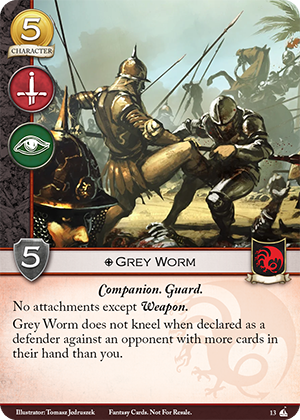 5
CHARACTER
5
GREY WORM
Companion. Guard.
No attachments except Weapon.
Grey Worm does not kneel when declared as a
defender against an opponent with more cards in
their hand than you.
Illustrator: Tomasz Jedruszek Fantasy Cards. Not For Resale. 13